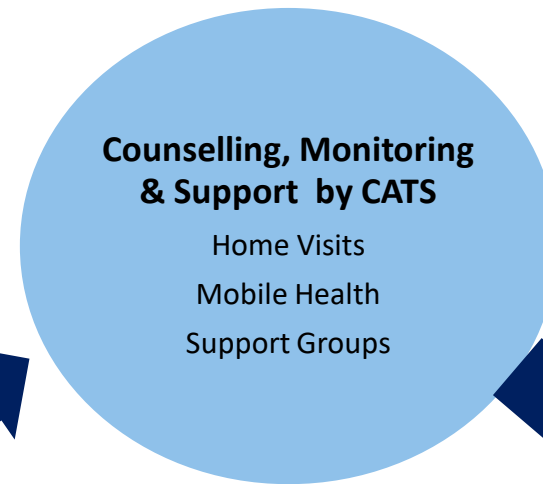 Counselling, Monitoring
& Support by CATS
Home Visits
Mobile Health
Support Groups